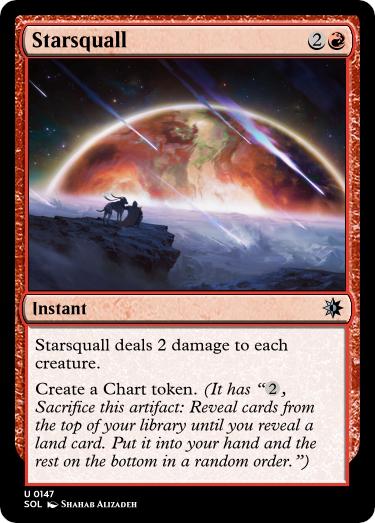 Starsquall 2
Instant
Starsquall deals 2 damage to each
creature.
Create a Chart token. (It has “2,
Sacrifice this artifact: Reveal cards from
the top of your library until you reveal a
land card. Put it into your hand and the
rest on the bottom in a random order.”)
U 0147
SOL Shahab Alizadeh